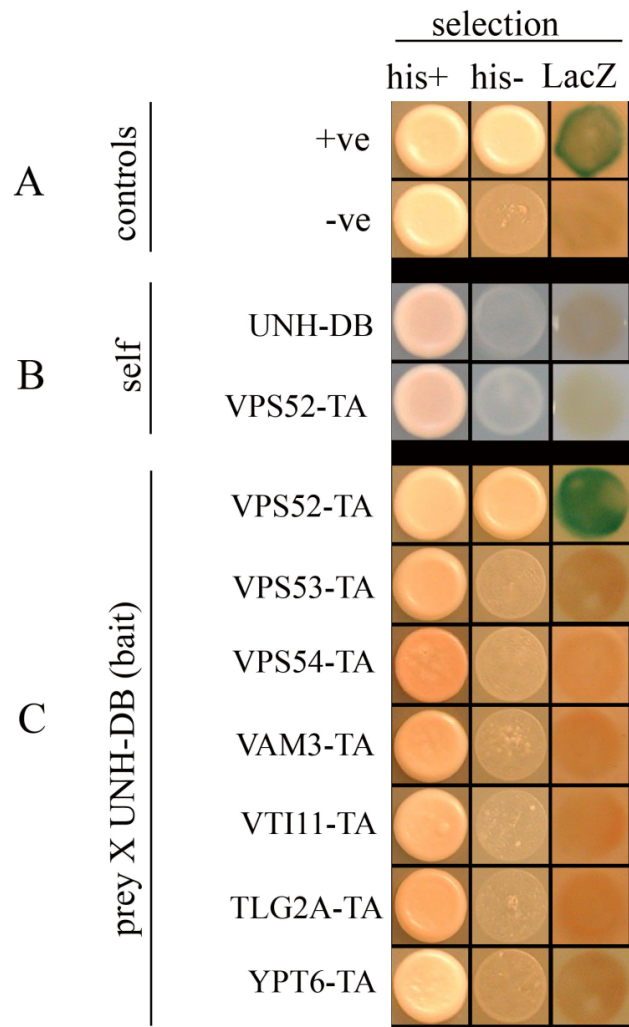 selection
his+ his- LacZ
A
controls
+ve
-ve
B
self
UNH-DB
VPS52-TA
C
prey X UNH-DB (bait)
VPS52-TA
VPS53-TA
VPS54-TA
VAM3-TA
VTI11-TA
TLG2A-TA
YPT6-TA